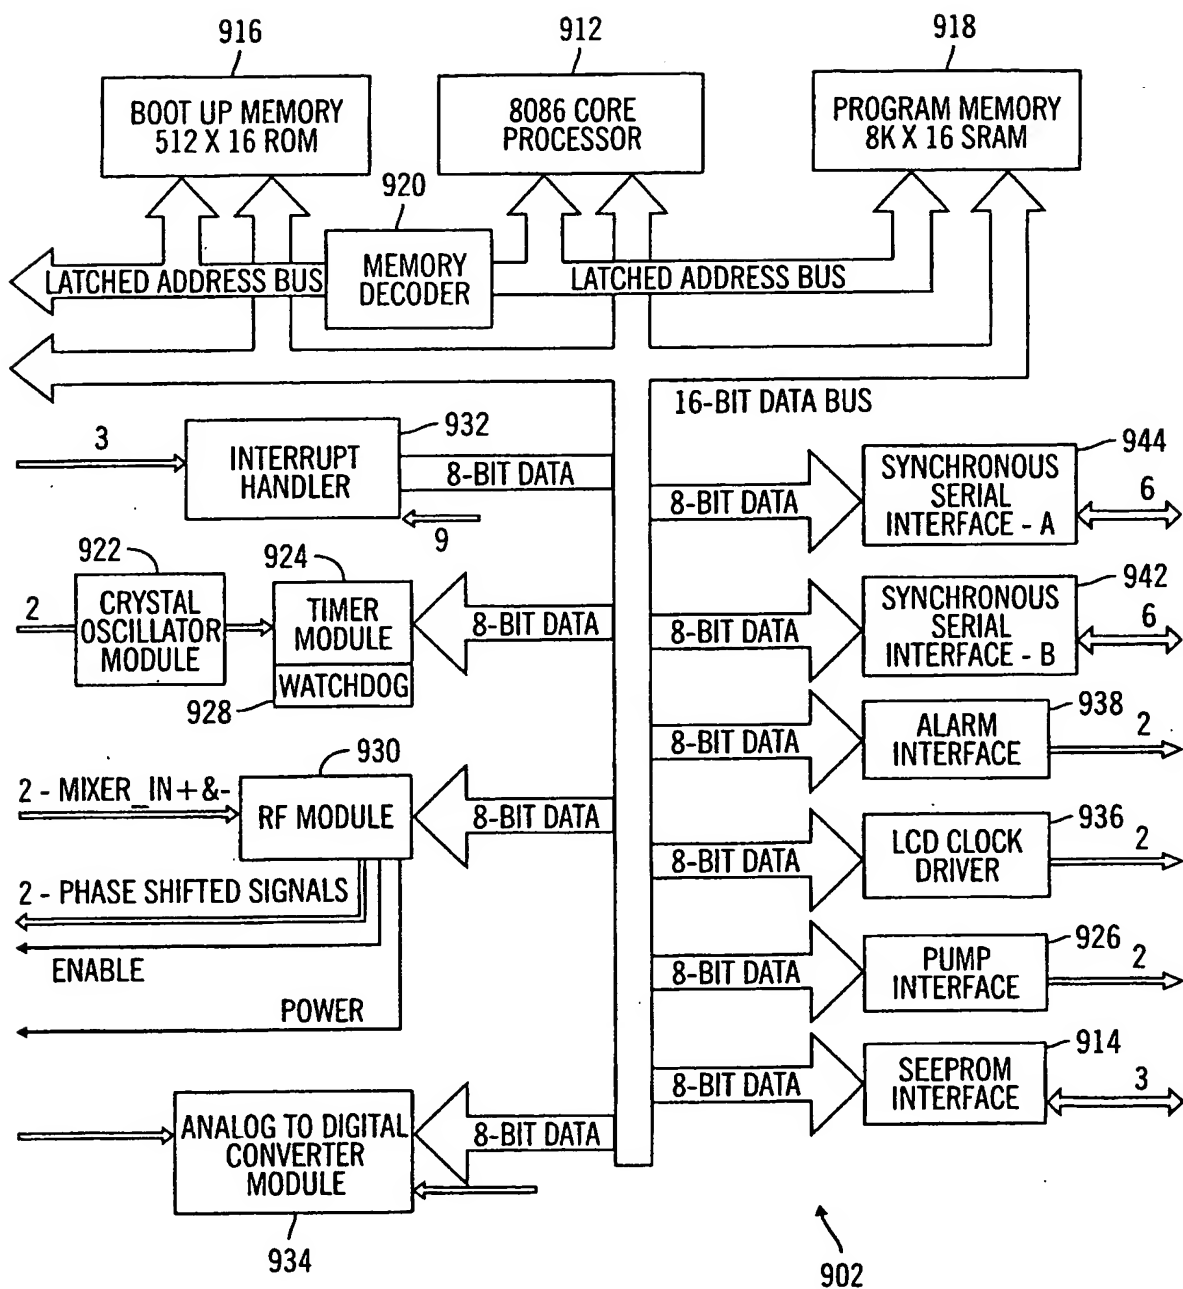 916
912
918
BOOT UP MEMORY
512 X 16 ROM
8086 CORE
PROCESSOR
PROGRAM MEMORY
8K X 16 SRAM
920
MEMORY
DECODER
LATCHED ADDRESS BUS
LATCHED ADDRESS BUS
16-BIT DATA BUS
3
932
INTERRUPT
HANDLER
8-BIT DATA
9
944
8-BIT DATA
SYNCHRONOUS
SERIAL
INTERFACE - A
6
922
924
2
CRYSTAL
OSCILLATOR
MODULE
TIMER
MODULE
WATCHDOG
928
8-BIT DATA
942
8-BIT DATA
SYNCHRONOUS
SERIAL
INTERFACE - B
6
938
8-BIT DATA
ALARM
INTERFACE
2
930
2 - MIXER_IN+&-
RF MODULE
8-BIT DATA
2 - PHASE SHIFTED SIGNALS
ENABLE
POWER
936
8-BIT DATA
LCD CLOCK
DRIVER
2
926
8-BIT DATA
PUMP
INTERFACE
2
914
8-BIT DATA
SEEPROM
INTERFACE
3
ANALOG TO DIGITAL
CONVERTER
MODULE
8-BIT DATA
934
902